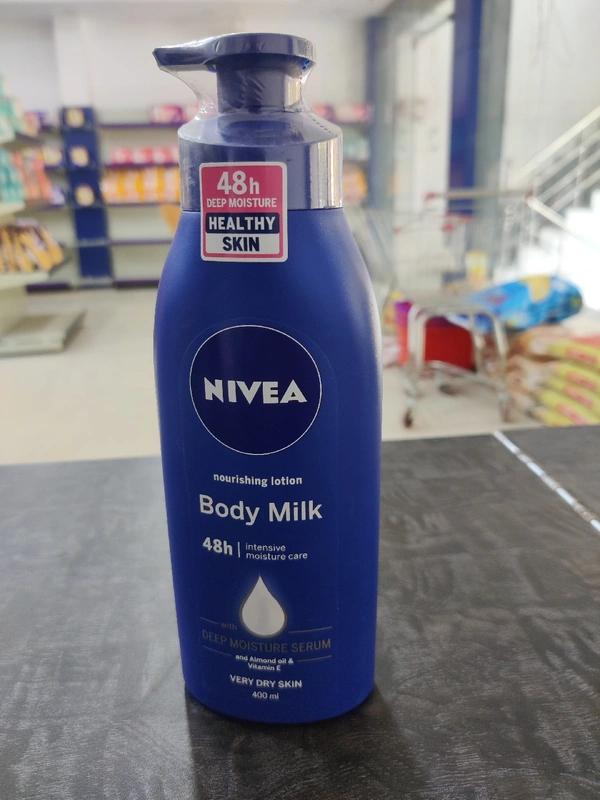 48h
DEEP MOISTURE
HEALTHY
SKIN
NIVEA
nourishing lotion
Body Milk
48h | intensive
moisture care
with
DEEP MOISTURE SERUM
and Almond oil &
Vitamin E
VERY DRY SKIN
400 ml